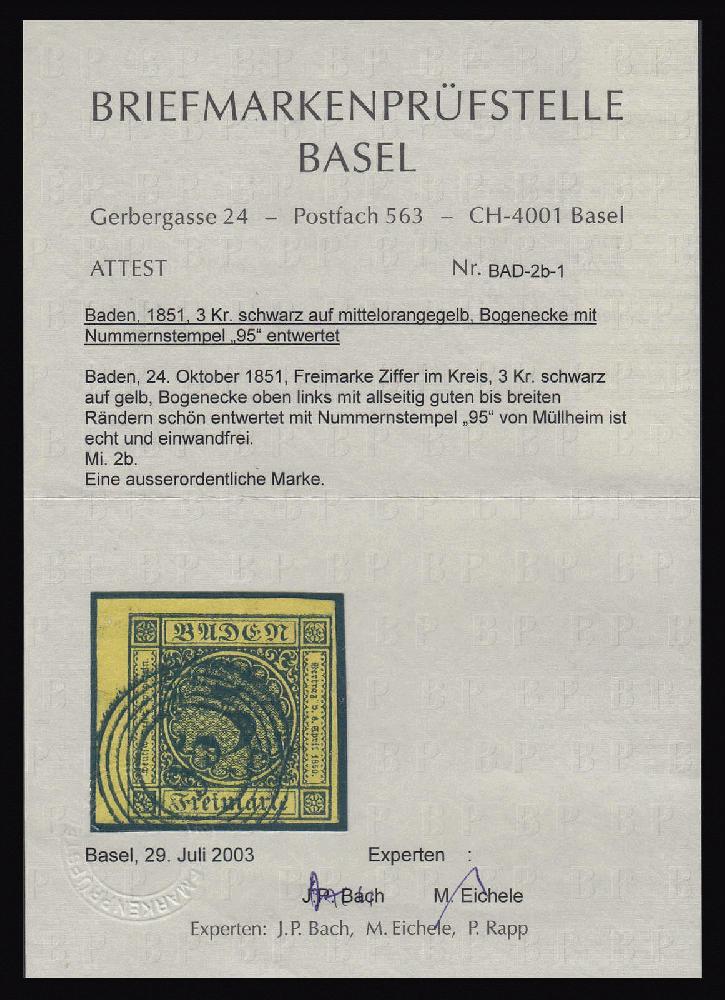 BRIEFMARKENPRÜFSTELLE
BASEL
Gerbergasse 24 – Postfach 563 – CH-4001 Basel
ATTEST Nr. BAD-2b-1
Baden, 1851, 3 Kr. schwarz auf mittelorangegelb, Bogenecke mit
Nummernstempel „95“ entwertet
Baden, 24. Oktober 1851, Freimarke Ziffer im Kreis, 3 Kr. schwarz
auf gelb, Bogenecke oben links mit allseitig guten bis breiten
Rändern schön entwertet mit Nummernstempel „95“ von Müllheim ist
echt und einwandfrei.
Mi. 2b.
Eine ausserordentliche Marke.
BADEN
Freimarke
Basel, 29. Juli 2003 Experten :
J.P. Bach M. Eichele
Experten: J.P. Bach, M. Eichele, P. Rapp